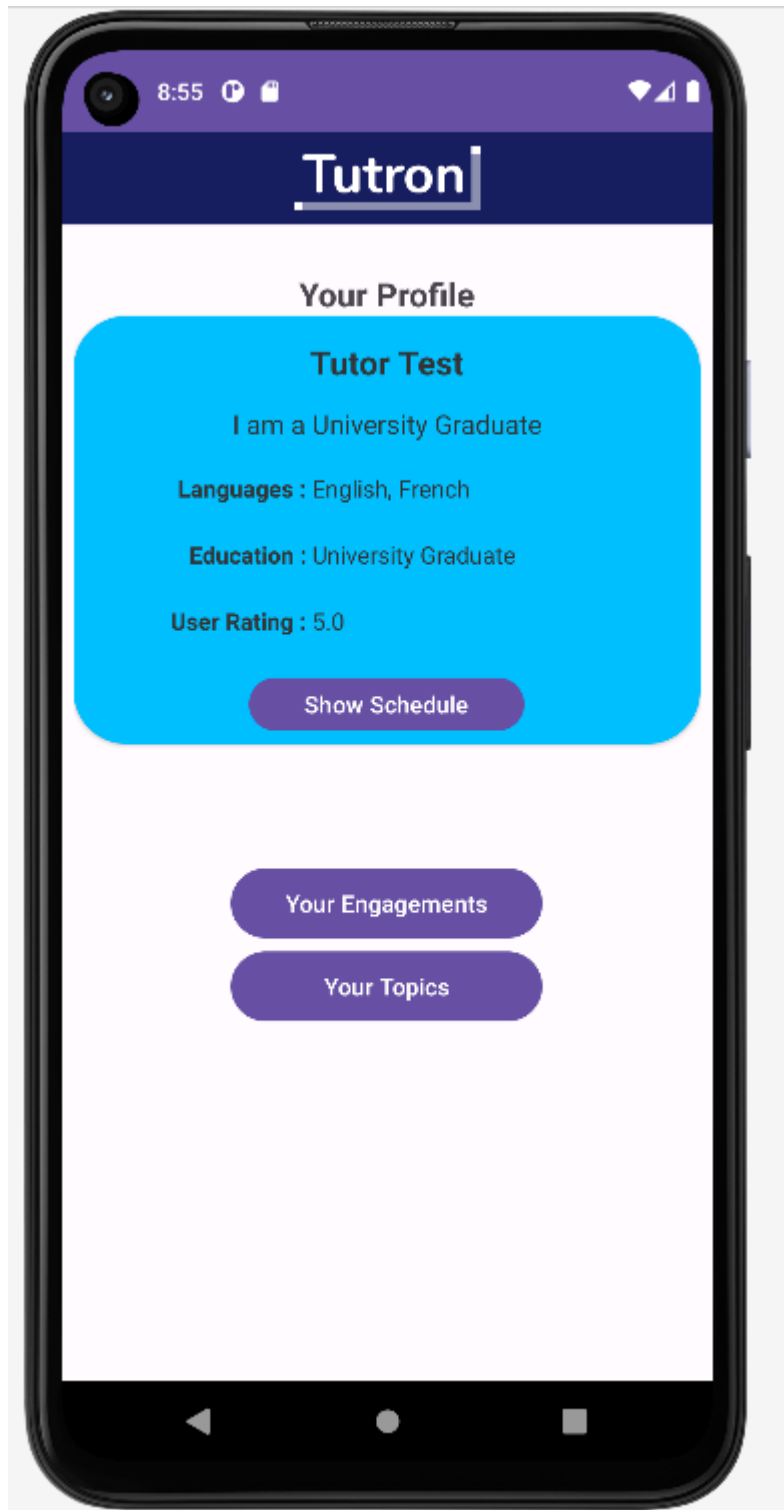 8:55
Tutron
Your Profile
Tutor Test
I am a University Graduate
Languages : English, French
Education : University Graduate
User Rating : 5.0
Show Schedule
Your Engagements
Your Topics